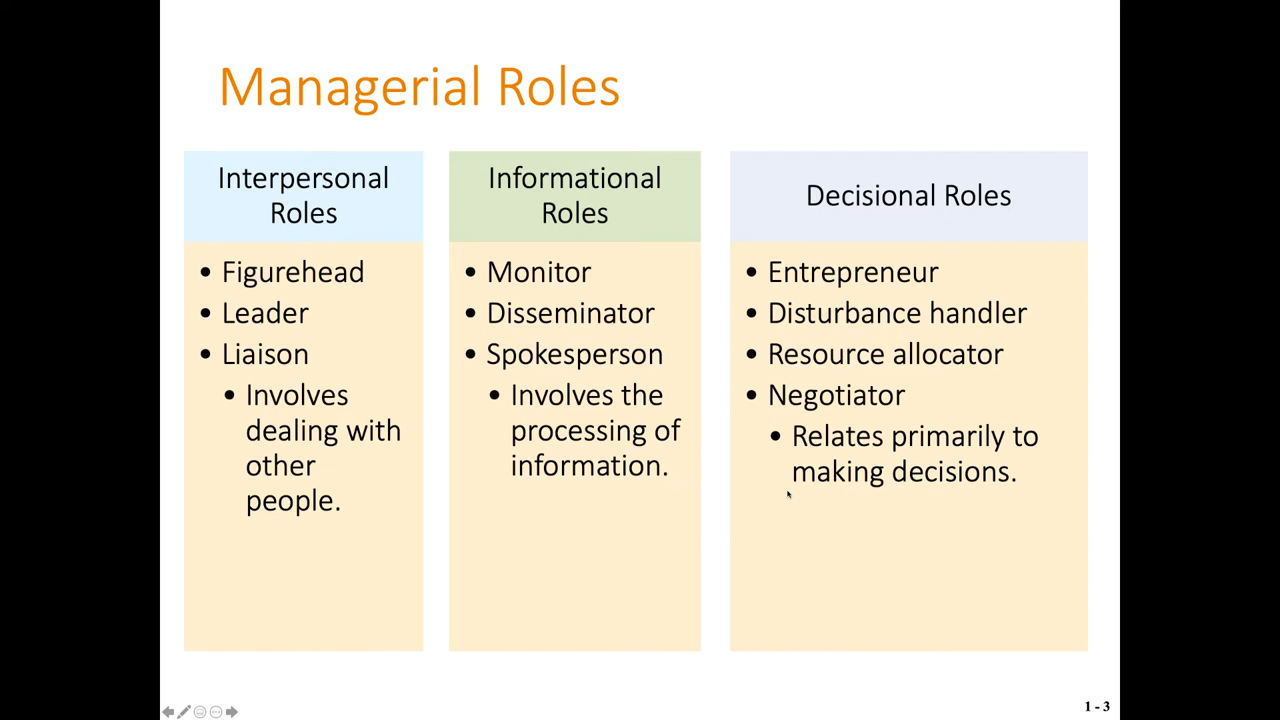 Managerial Roles
Interpersonal
Roles
• Figurehead
• Leader
• Liaison
• Involves
dealing with
other
people.
Informational
Roles
• Monitor
• Disseminator
• Spokesperson
• Involves the
processing of
information.
Decisional Roles
• Entrepreneur
• Disturbance handler
• Resource allocator
• Negotiator
• Relates primarily to
making decisions.
1 - 3